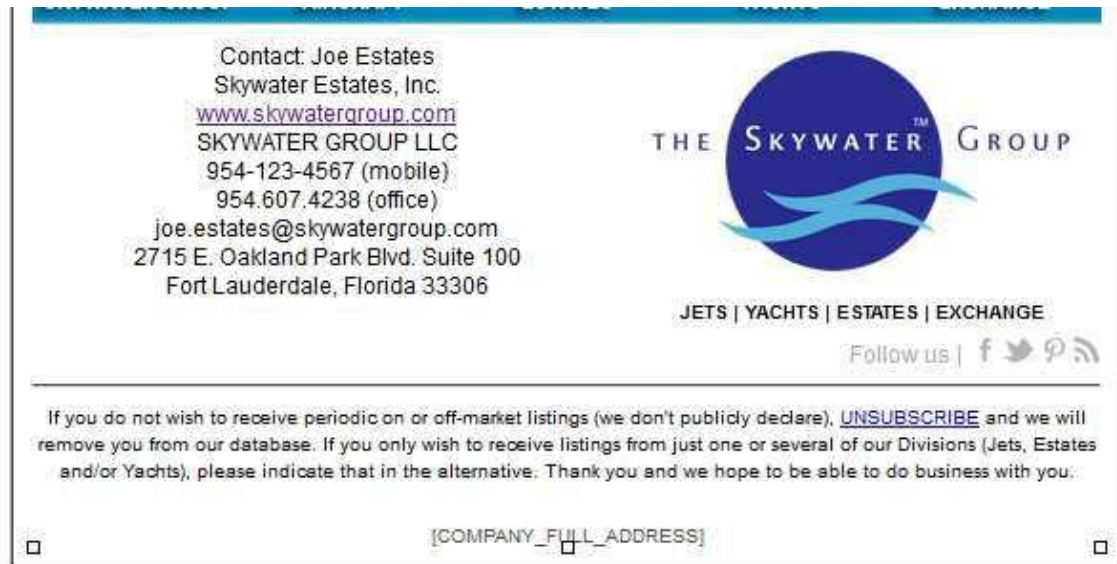 Contact: Joe Estates
Skywater Estates, Inc.
www.skywatergroup.com
SKYWATER GROUP LLC
954-123-4567 (mobile)
954.607.4238 (office)
joe.estates@skywatergroup.com
2715 E. Oakland Park Blvd. Suite 100
Fort Lauderdale, Florida 33306
THE SKYWATER™ GROUP
JETS | YACHTS | ESTATES | EXCHANGE
Follow us |
If you do not wish to receive periodic on or off-market listings (we don't publicly declare), UNSUBSCRIBE and we will
remove you from our database. If you only wish to receive listings from just one or several of our Divisions (Jets, Estates
and/or Yachts), please indicate that in the alternative. Thank you and we hope to be able to do business with you.
[COMPANY_FULL_ADDRESS]